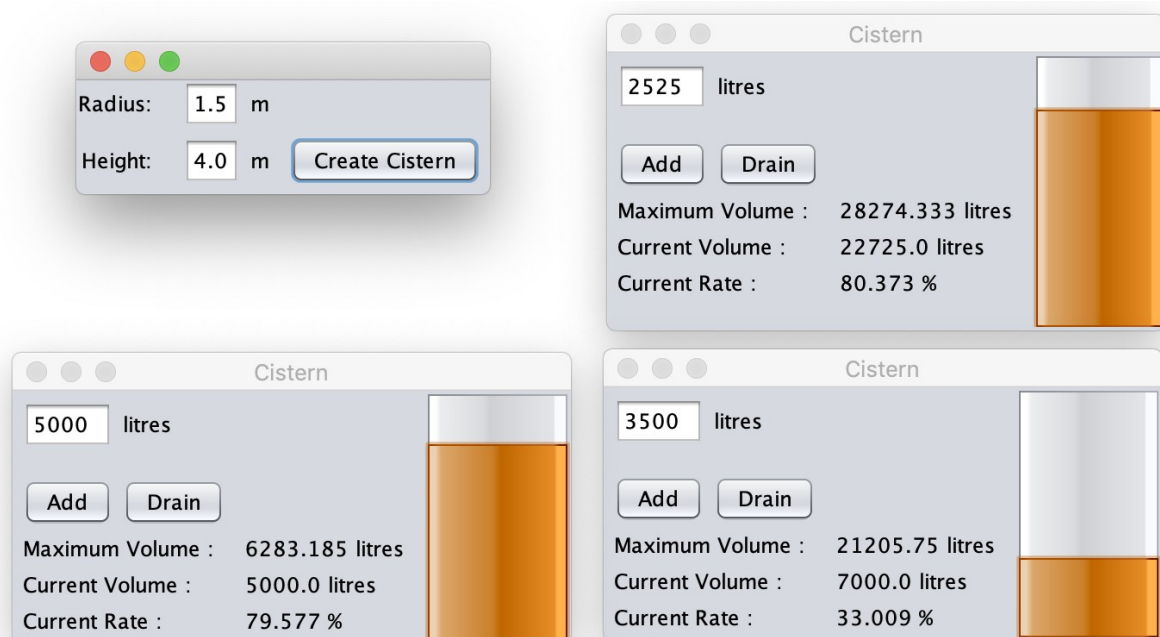 Radius: 1.5 m
Height: 4.0 m Create Cistern
Cistern
2525 litres
Add Drain
Maximum Volume : 28274.333 litres
Current Volume : 22725.0 litres
Current Rate : 80.373 %
Cistern
5000 litres
Add Drain
Maximum Volume : 6283.185 litres
Current Volume : 5000.0 litres
Current Rate : 79.577 %
Cistern
3500 litres
Add Drain
Maximum Volume : 21205.75 litres
Current Volume : 7000.0 litres
Current Rate : 33.009 %